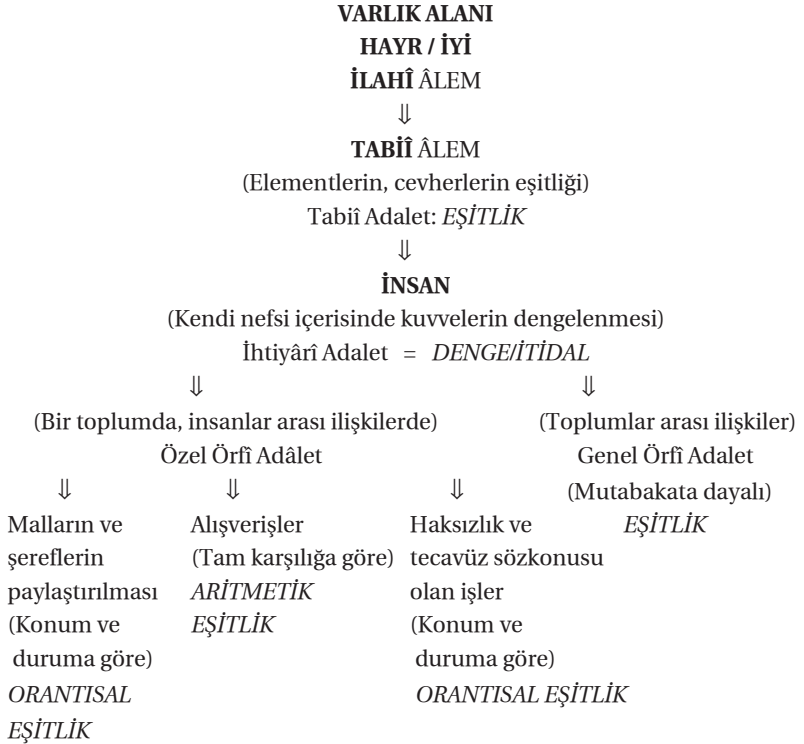 VARLIK ALANI
HAYR / İYİ
İLAHÎ ÂLEM
⇓
TABİÎ ÂLEM
(Elementlerin, cevherlerin eşitliği)
Tabiî Adalet: EŞİTLİK
⇓
İNSAN
(Kendi nefsi içerisinde kuvvelerin dengelenmesi)
İhtiyârî Adalet = DENGE/İTİDAL
⇓ ⇓
(Bir toplumda, insanlar arası ilişkilerde)
Özel Örfî Adâlet
(Toplumlar arası ilişkiler)
Genel Örfî Adalet
(Mutabakata dayalı)
EŞİTLİK
⇓ ⇓ ⇓
Malların ve
şereflerin
paylaştırılması
(Konum ve
duruma göre)
ORANTISAL
EŞİTLİK
Alışverişler
(Tam karşılığa göre)
ARİTMETİK
EŞİTLİK
Haksızlık ve
tecavüz sözkonusu
olan işler
(Konum ve
duruma göre)
ORANTISAL EŞİTLİK